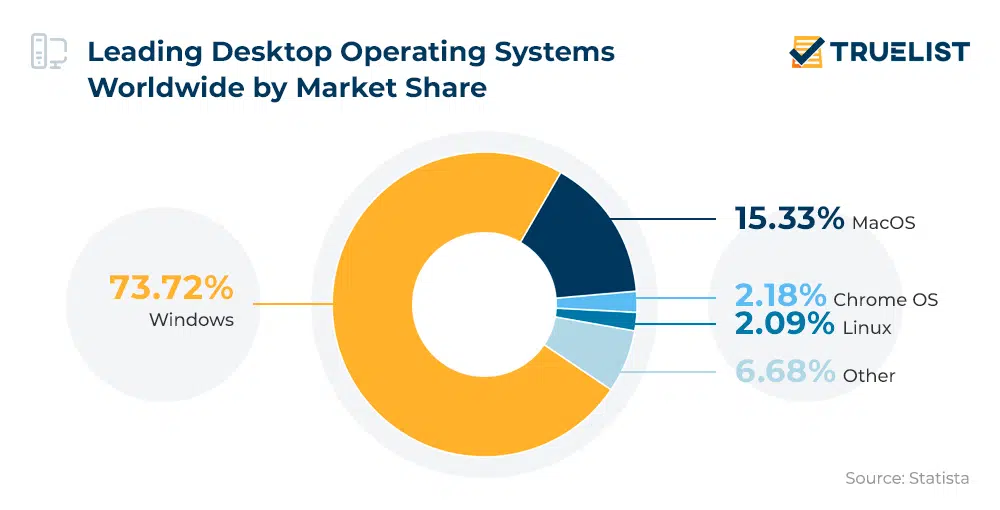 Leading Desktop Operating Systems
Worldwide by Market Share
TRUELIST
73.72%
Windows
15.33% MacOS
2.18% Chrome OS
2.09% Linux
6.68% Other
Source: Statista